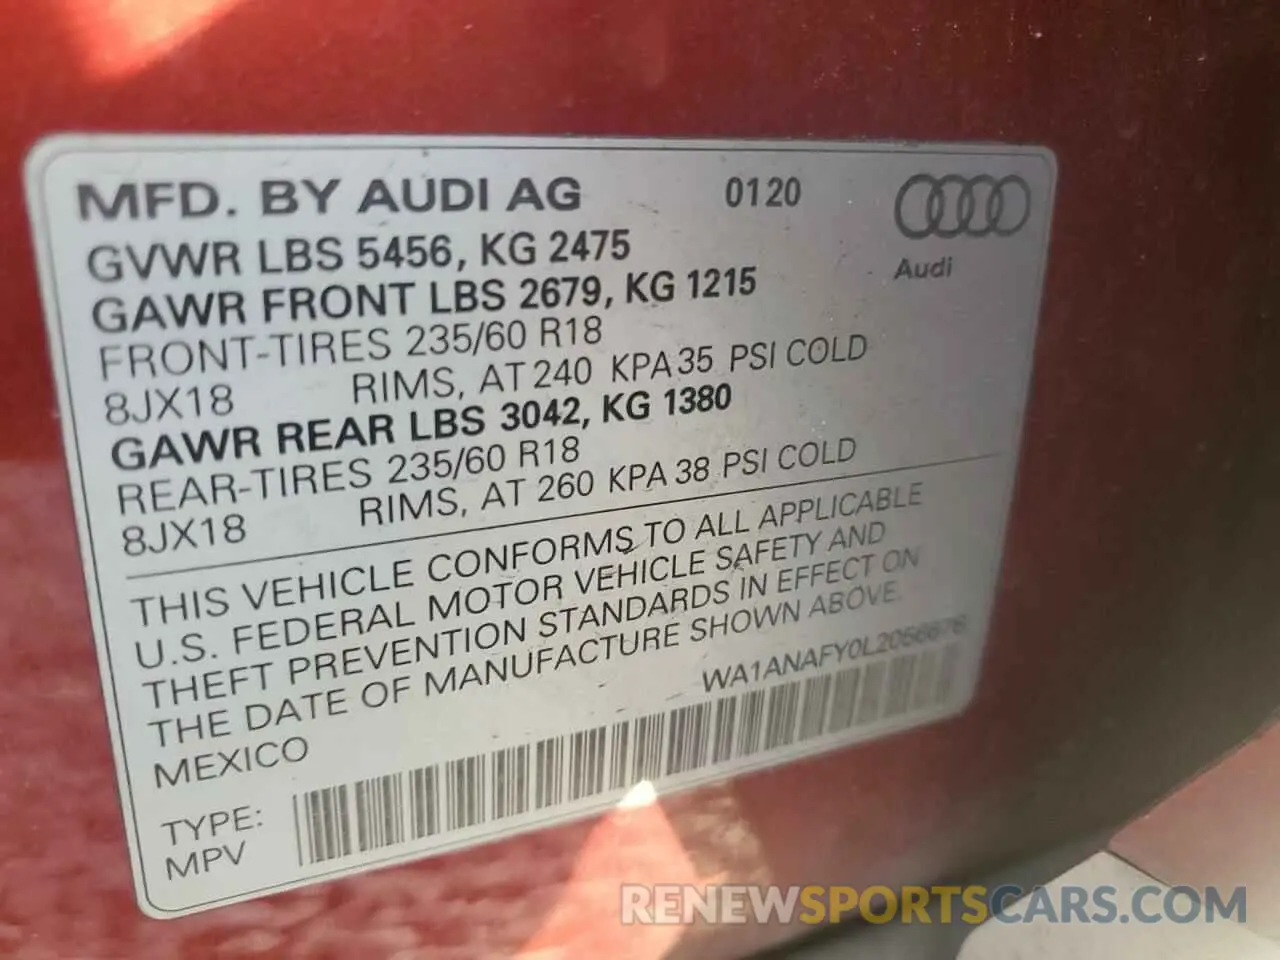 MFD. BY AUDI AG 0120
Audi
GVWR LBS 5456, KG 2475
GAWR FRONT LBS 2679, KG 1215
FRONT-TIRES 235/60 R18
8JX18 RIMS, AT 240 KPA 35 PSI COLD
GAWR REAR LBS 3042, KG 1380
REAR-TIRES 235/60 R18
8JX18 RIMS, AT 260 KPA 38 PSI COLD
THIS VEHICLE CONFORMS TO ALL APPLICABLE
U.S. FEDERAL MOTOR VEHICLE SAFETY AND
THEFT PREVENTION STANDARDS IN EFFECT ON
THE DATE OF MANUFACTURE SHOWN ABOVE.
MEXICO WA1ANAFY0L2056676
TYPE:
MPV
RENEWSPORTSCARS.COM